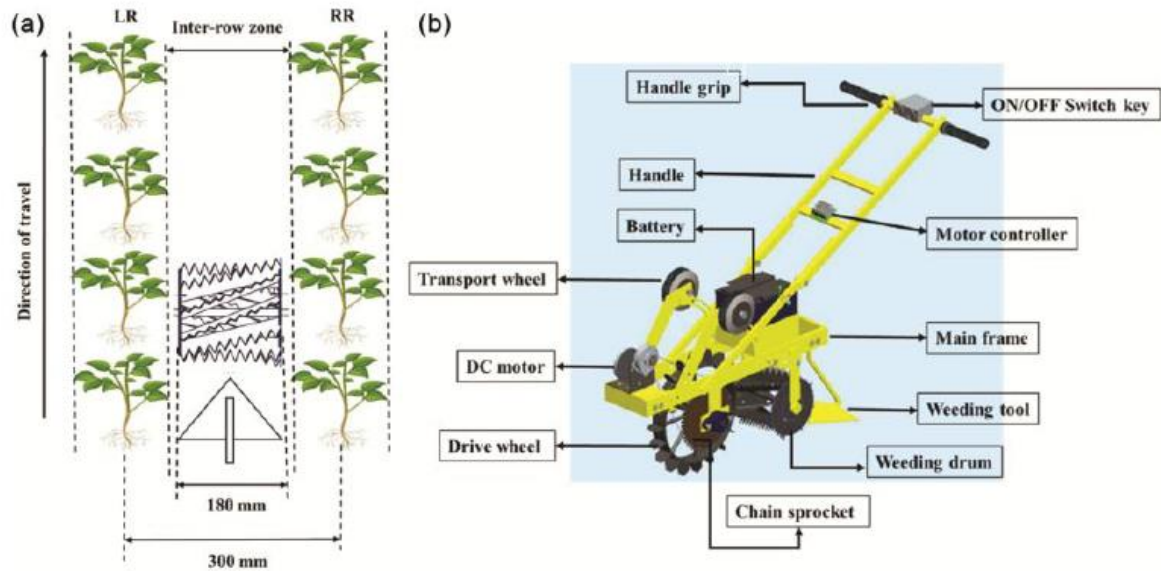 (a)
LR
Inter-row zone
RR
Direction of travel
180 mm
300 mm
(b)
Handle grip
ON/OFF Switch key
Handle
Battery
Motor controller
Transport wheel
Main frame
DC motor
Weeding tool
Drive wheel
Weeding drum
Chain sprocket